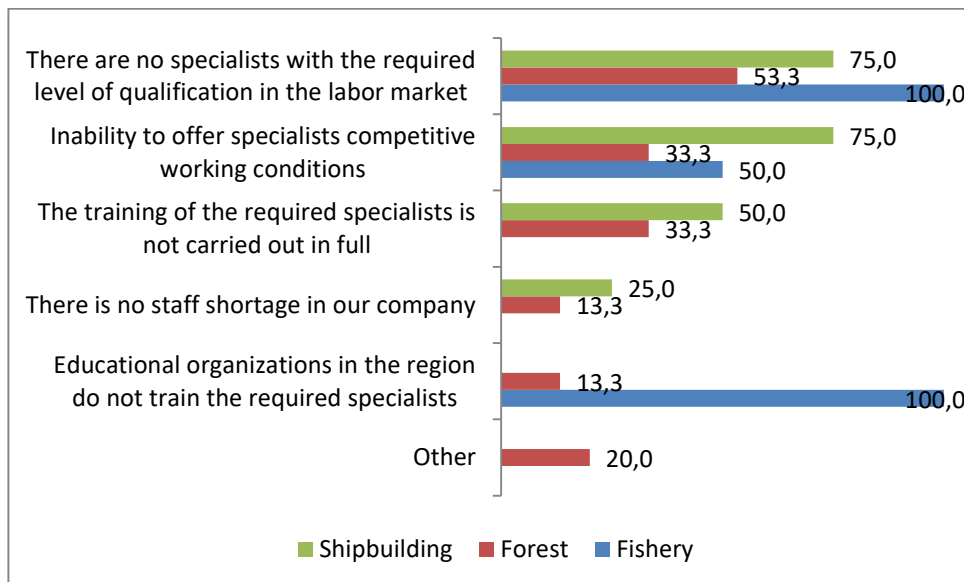 There are no specialists with the required
level of qualification in the labor market
75,0
53,3
100,0
Inability to offer specialists competitive
working conditions
75,0
33,3
50,0
The training of the required specialists is
not carried out in full
50,0
33,3
There is no staff shortage in our company
25,0
13,3
Educational organizations in the region
do not train the required specialists
13,3
100,0
Other
20,0
Shipbuilding
Forest
Fishery